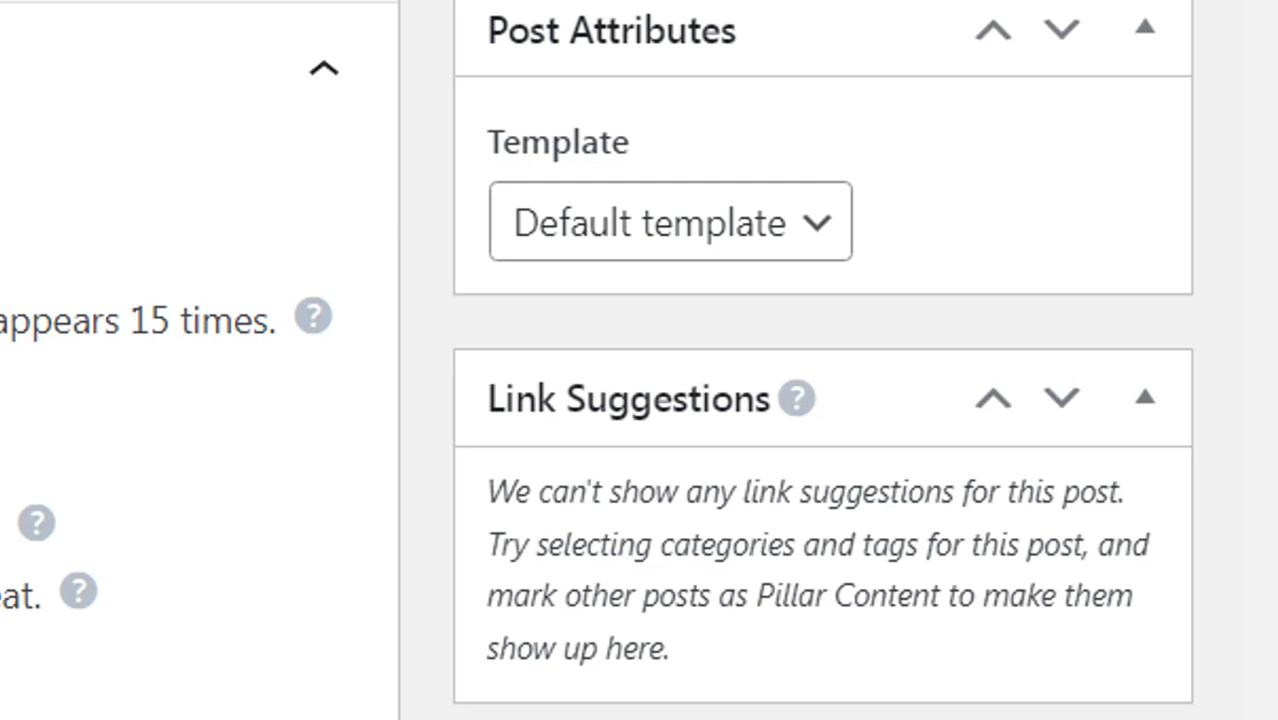 Post Attributes
Template
Default template
appears 15 times.
Link Suggestions
We can't show any link suggestions for this post.
Try selecting categories and tags for this post, and
mark other posts as Pillar Content to make them
show up here.